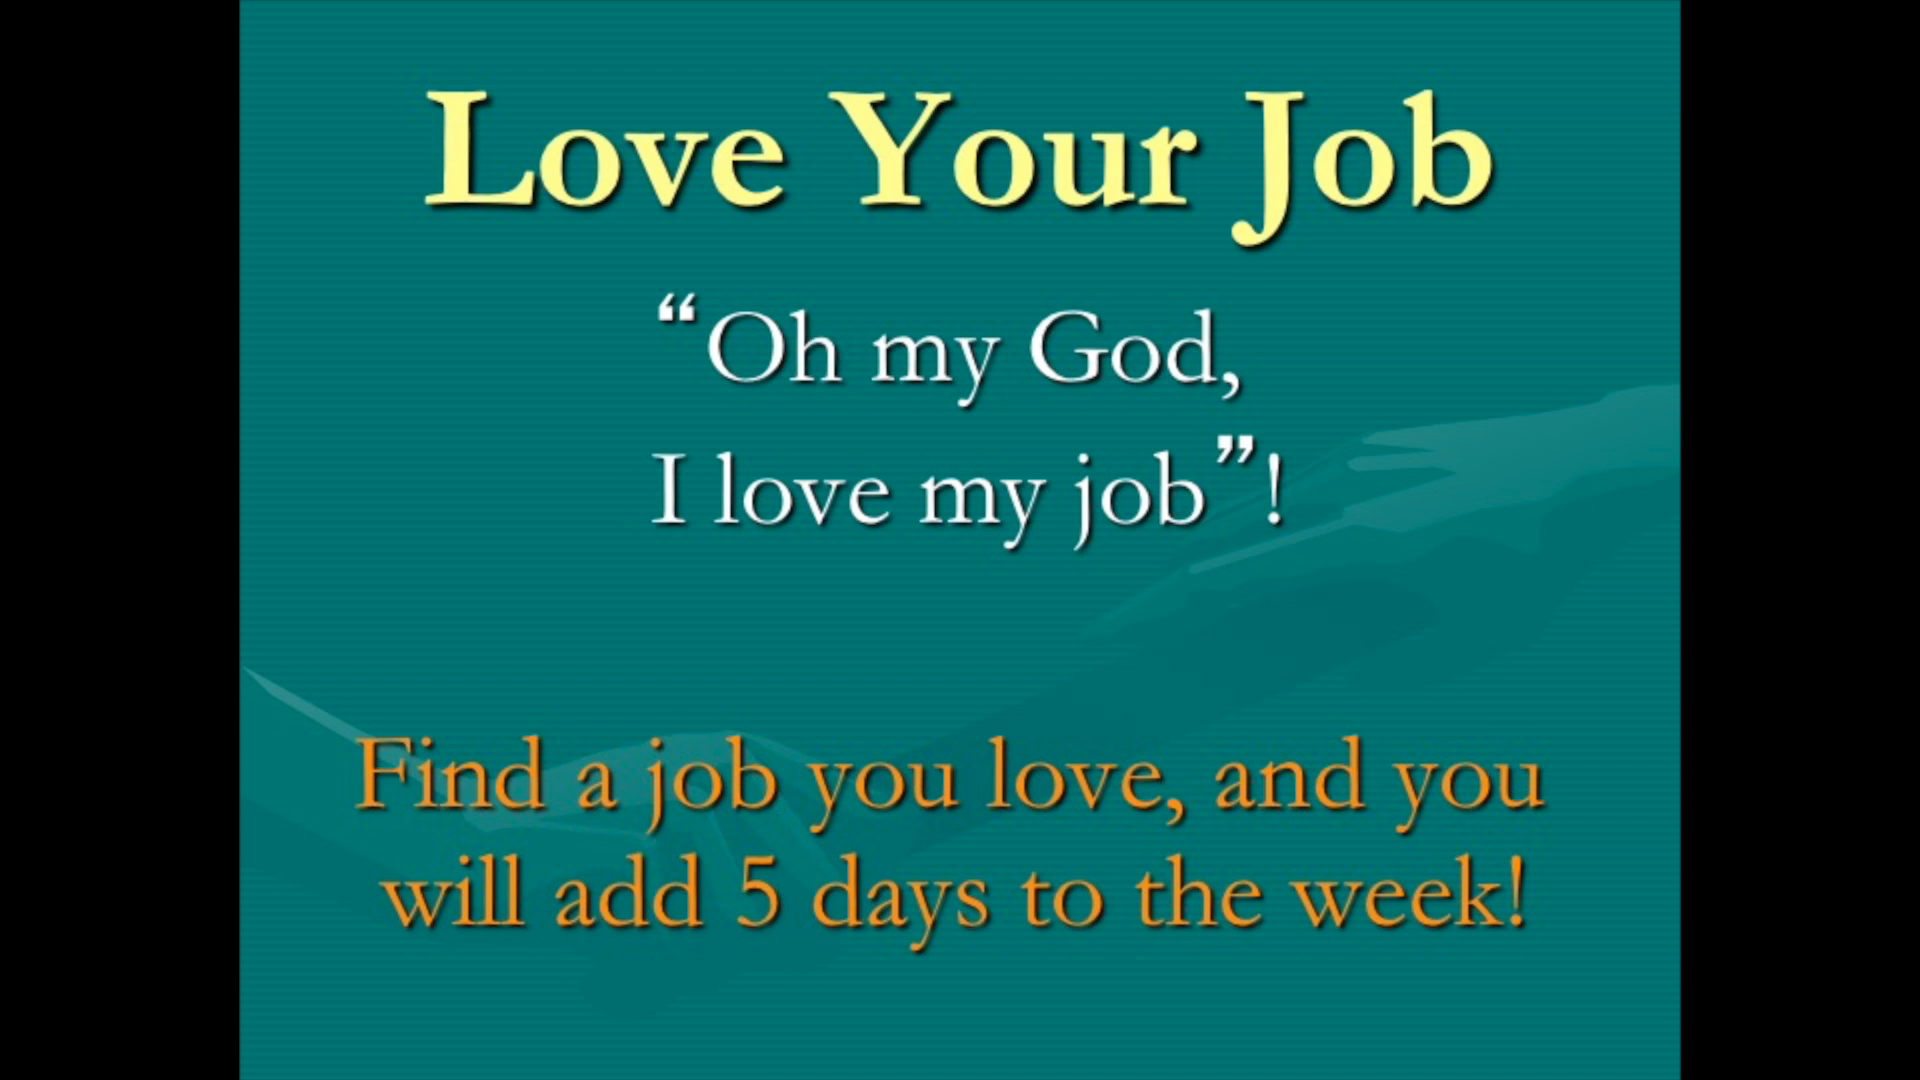 Love Your Job
“Oh my God,
I love my job”!
Find a job you love, and you
will add 5 days to the week!